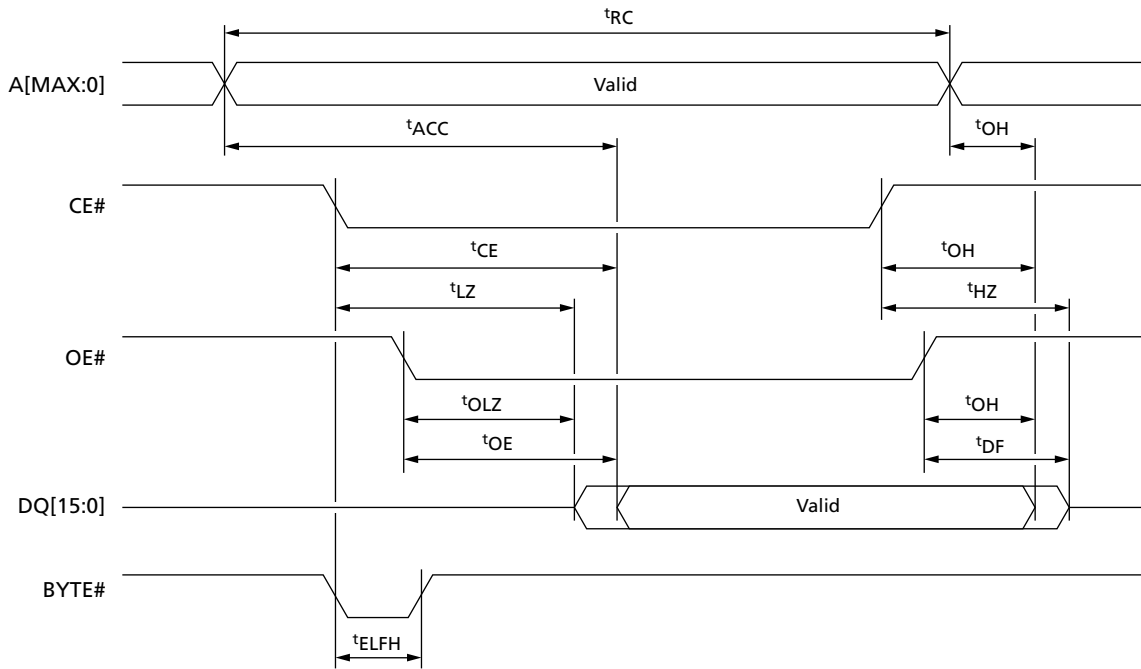 tRC
A[MAX:0]
Valid
tACC
tOH
CE#
tCE
tOH
tLZ
tHZ
OE#
tOLZ
tOH
tOE
tDF
DQ[15:0]
Valid
BYTE#
tELFH